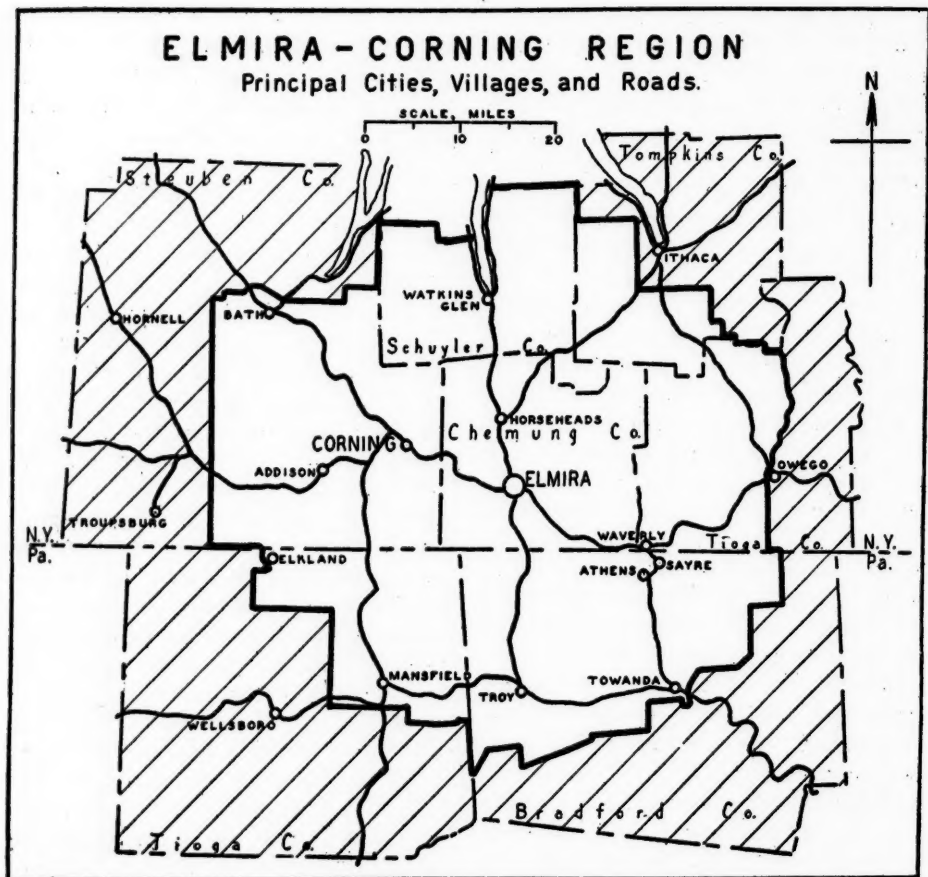 ELMIRA-CORNING REGION
Principal Cities, Villages, and Roads.
N
SCALE, MILES
0 10 20
Steuben Co.
Tompkins Co.
ITHACA
WATKINS
GLEN
BATH
HORNELL
Schuyler Co.
HORSEHEADS
Chemung Co.
CORNING
ADDISON
ELMIRA
OWEGO
TROUPSBURG
N.Y.
Pa.
WAVERLY
Tioga Co.
N.Y.
Pa.
ELKLAND
ATHENS
SAYRE
MANSFIELD
TROY
TOWANDA
WELLSBORO
Bradford Co.
Tioga Co.